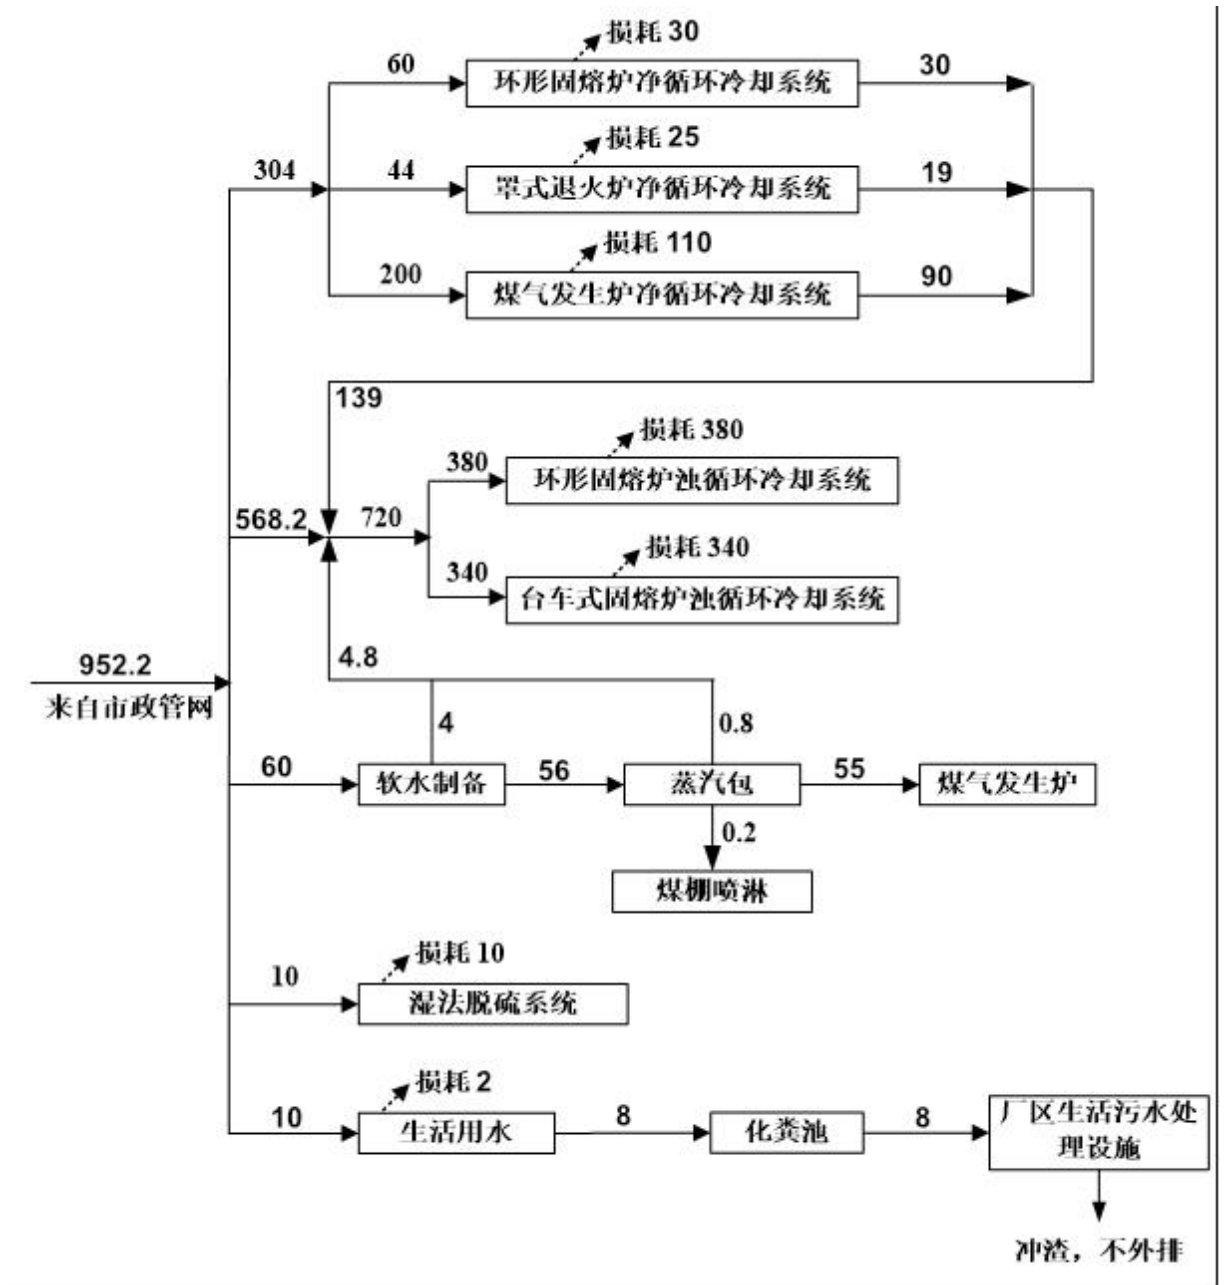 损耗 30
60
环形固熔炉净循环冷却系统
30
损耗 25
304
44
罩式退火炉净循环冷却系统
19
损耗 110
200
煤气发生炉净循环冷却系统
90
139
损耗 380
380
环形固熔炉浊循环冷却系统
568.2
720
损耗 340
340
台车式固熔炉浊循环冷却系统
952.2
来自市政管网
4.8
4
0.8
60
软水制备
56
蒸汽包
55
煤气发生炉
0.2
煤棚喷淋
损耗 10
10
湿法脱硫系统
损耗 2
10
生活用水
8
化粪池
8
厂区生活污水处
理设施
冲渣，不外排